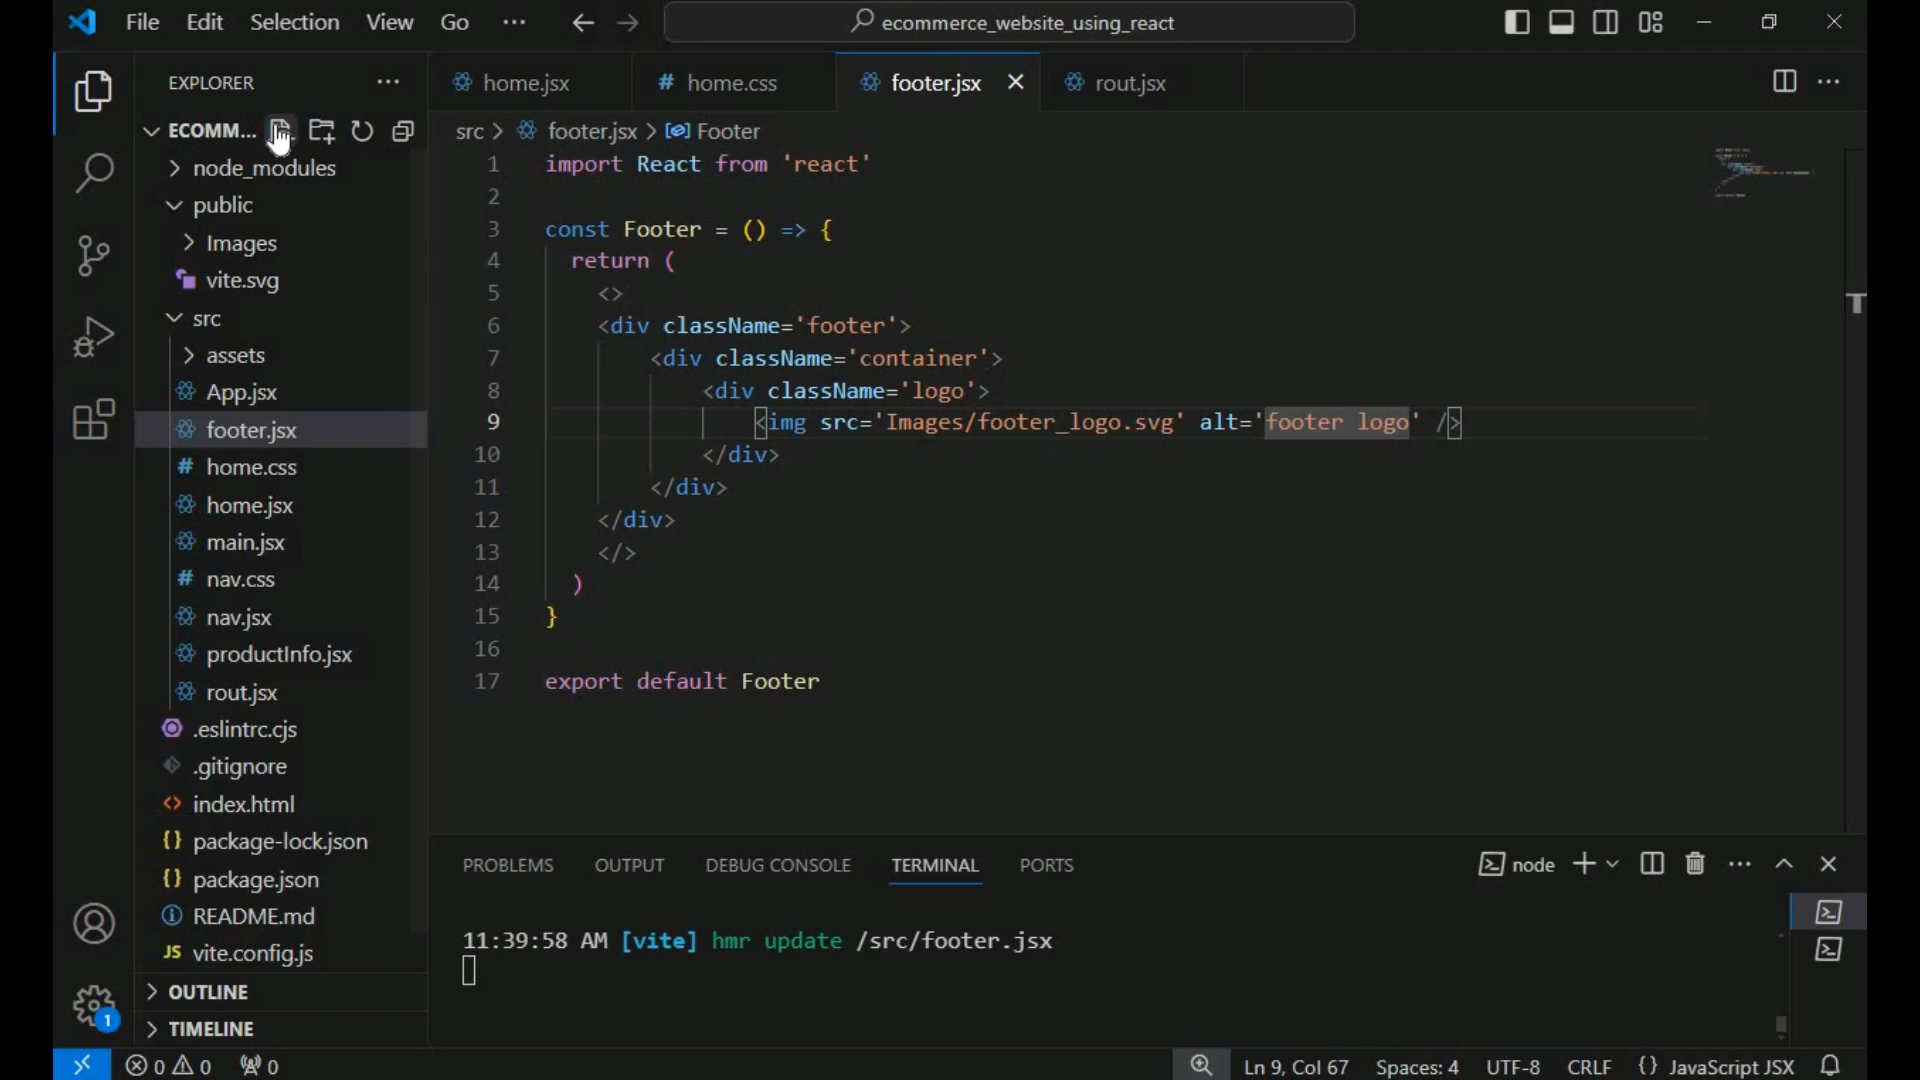 File Edit Selection View Go ··· ecommerce_website_using_react
EXPLORER ···
home.jsx # home.css footer.jsx rout.jsx ···
ECOMM...
src > footer.jsx > Footer
node_modules
public
Images
vite.svg
src
assets
App.jsx
footer.jsx
# home.css
home.jsx
main.jsx
# nav.css
nav.jsx
productInfo.jsx
rout.jsx
.eslintrc.cjs
.gitignore
<> index.html
{} package-lock.json
{} package.json
README.md
JS vite.config.js
OUTLINE
TIMELINE
1 import React from 'react'
2
3 const Footer = () => {
4 return (
5 <>
6 <div className='footer'>
7 <div className='container'>
8 <div className='logo'>
9 <img src='Images/footer_logo.svg' alt='footer logo' />
10 </div>
11 </div>
12 </div>
13 </>
14 )
15 }
16
17 export default Footer
PROBLEMS OUTPUT DEBUG CONSOLE TERMINAL PORTS node ···
11:39:58 AM [vite] hmr update /src/footer.jsx
1
0 0 0 Ln 9, Col 67 Spaces: 4 UTF-8 CRLF {} JavaScript JSX